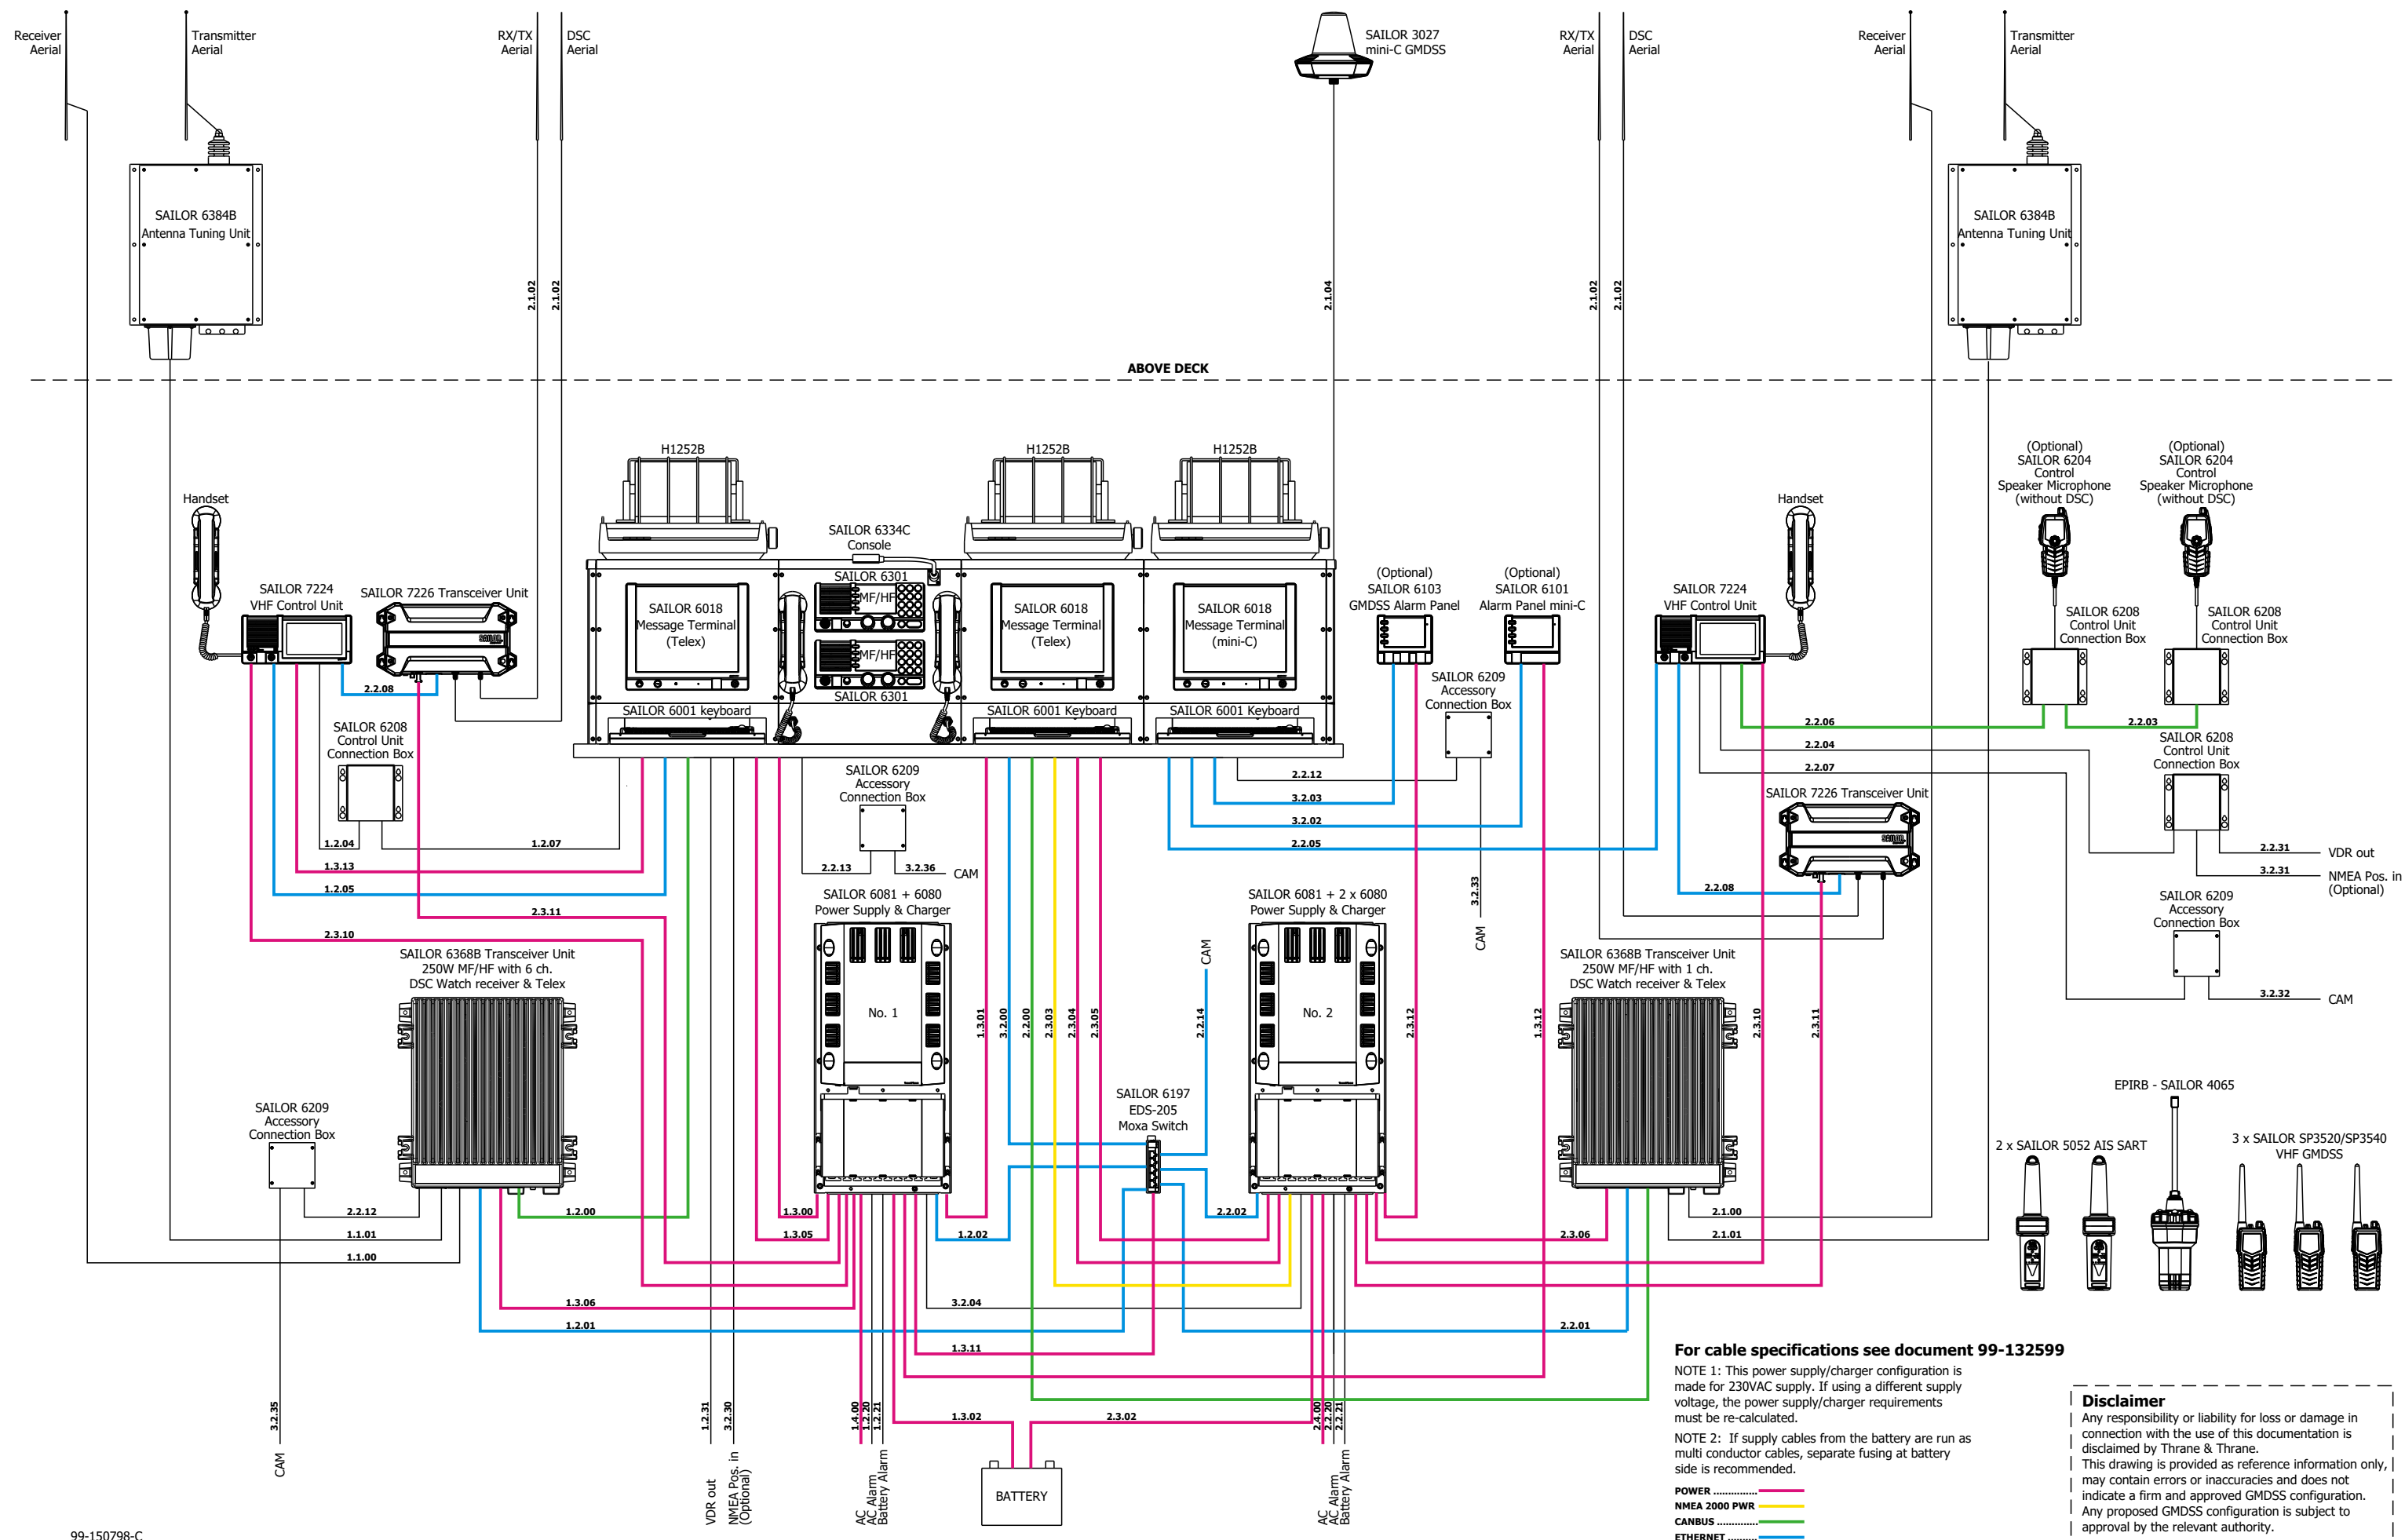 Receiver
Aerial
Transmitter
Aerial
RX/TX
Aerial
DSC
Aerial
SAILOR 3027
mini-C GMDSS
RX/TX
Aerial
DSC
Aerial
Receiver
Aerial
Transmitter
Aerial
SAILOR 6384B
Antenna Tuning Unit
SAILOR 6384B
Antenna Tuning Unit
2.1.02
2.1.02
2.1.04
2.1.02
2.1.02
ABOVE DECK
H1252B
H1252B
H1252B
Handset
SAILOR 6334C
Console
Handset
(Optional)
SAILOR 6204
Control
Speaker Microphone
(without DSC)
(Optional)
SAILOR 6204
Control
Speaker Microphone
(without DSC)
SAILOR 7224
VHF Control Unit
SAILOR 7226 Transceiver Unit
SAILOR
SAILOR 6018
Message Terminal
(Telex)
SAILOR 6301
MF/HF
MF/HF
SAILOR 6301
SAILOR 6018
Message Terminal
(Telex)
SAILOR 6018
Message Terminal
(mini-C)
(Optional)
SAILOR 6103
GMDSS Alarm Panel
(Optional)
SAILOR 6101
Alarm Panel mini-C
SAILOR 7224
VHF Control Unit
SAILOR 6208
Control Unit
Connection Box
SAILOR 6208
Control Unit
Connection Box
SAILOR 6209
Accessory
Connection Box
2.2.08
SAILOR 6001 keyboard
SAILOR 6001 Keyboard
SAILOR 6001 Keyboard
SAILOR 6208
Control Unit
Connection Box
2.2.06
2.2.03
2.2.04
2.2.07
SAILOR 6208
Control Unit
Connection Box
SAILOR 6209
Accessory
Connection Box
2.2.12
3.2.03
3.2.02
2.2.05
SAILOR 7226 Transceiver Unit
SAILOR
1.2.04
1.2.07
1.3.13
1.2.05
2.2.13
3.2.36
CAM
2.2.31
VDR out
3.2.31
NMEA Pos. in
(Optional)
2.2.08
3.2.33
CAM
2.3.11
2.3.10
SAILOR 6081 + 6080
Power Supply & Charger
SAILOR 6081 + 2 x 6080
Power Supply & Charger
SAILOR 6209
Accessory
Connection Box
SAILOR 6368B Transceiver Unit
250W MF/HF with 6 ch.
DSC Watch receiver & Telex
SAILOR 6368B Transceiver Unit
250W MF/HF with 1 ch.
DSC Watch receiver & Telex
CAM
3.2.32
CAM
No. 1
No. 2
1.3.01
3.2.00
2.2.00
2.3.03
2.3.04
2.3.05
2.2.14
2.3.12
1.3.12
2.3.10
2.3.11
SAILOR 6197
EDS-205
Moxa Switch
SAILOR 6209
Accessory
Connection Box
EPIRB - SAILOR 4065
2 x SAILOR 5052 AIS SART
3 x SAILOR SP3520/SP3540
VHF GMDSS
2.2.12
1.2.00
1.3.00
2.2.02
2.1.00
1.1.01
1.3.05
1.2.02
2.3.06
2.1.01
1.1.00
1.3.06
3.2.04
1.2.01
2.2.01
1.3.11
1.3.02
2.3.02
3.2.35
CAM
1.2.31
VDR out
3.2.30
NMEA Pos. in
(Optional)
1.4.00
1.2.20
1.2.21
AC
AC Alarm
Battery Alarm
BATTERY
2.4.00
2.2.20
2.2.21
AC
AC Alarm
Battery Alarm
For cable specifications see document 99-132599
NOTE 1: This power supply/charger configuration is
made for 230VAC supply. If using a different supply
voltage, the power supply/charger requirements
must be re-calculated.
NOTE 2: If supply cables from the battery are run as
multi conductor cables, separate fusing at battery
side is recommended.
POWER ...............
NMEA 2000 PWR
CANBUS ..............
ETHERNET ..........
Disclaimer
Any responsibility or liability for loss or damage in
connection with the use of this documentation is
disclaimed by Thrane & Thrane.
This drawing is provided as reference information only,
may contain errors or inaccuracies and does not
indicate a firm and approved GMDSS configuration.
Any proposed GMDSS configuration is subject to
approval by the relevant authority.
99-150798-C